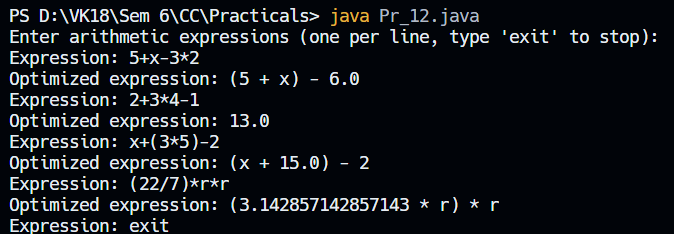 PS D:\VK18\Sem 6\CC\Practicals> java Pr_12.java
Enter arithmetic expressions (one per line, type 'exit' to stop):
Expression: 5+x-3*2
Optimized expression: (5 + x) - 6.0
Expression: 2+3*4-1
Optimized expression: 13.0
Expression: x+(3*5)-2
Optimized expression: (x + 15.0) - 2
Expression: (22/7)*r*r
Optimized expression: (3.142857142857143 * r) * r
Expression: exit